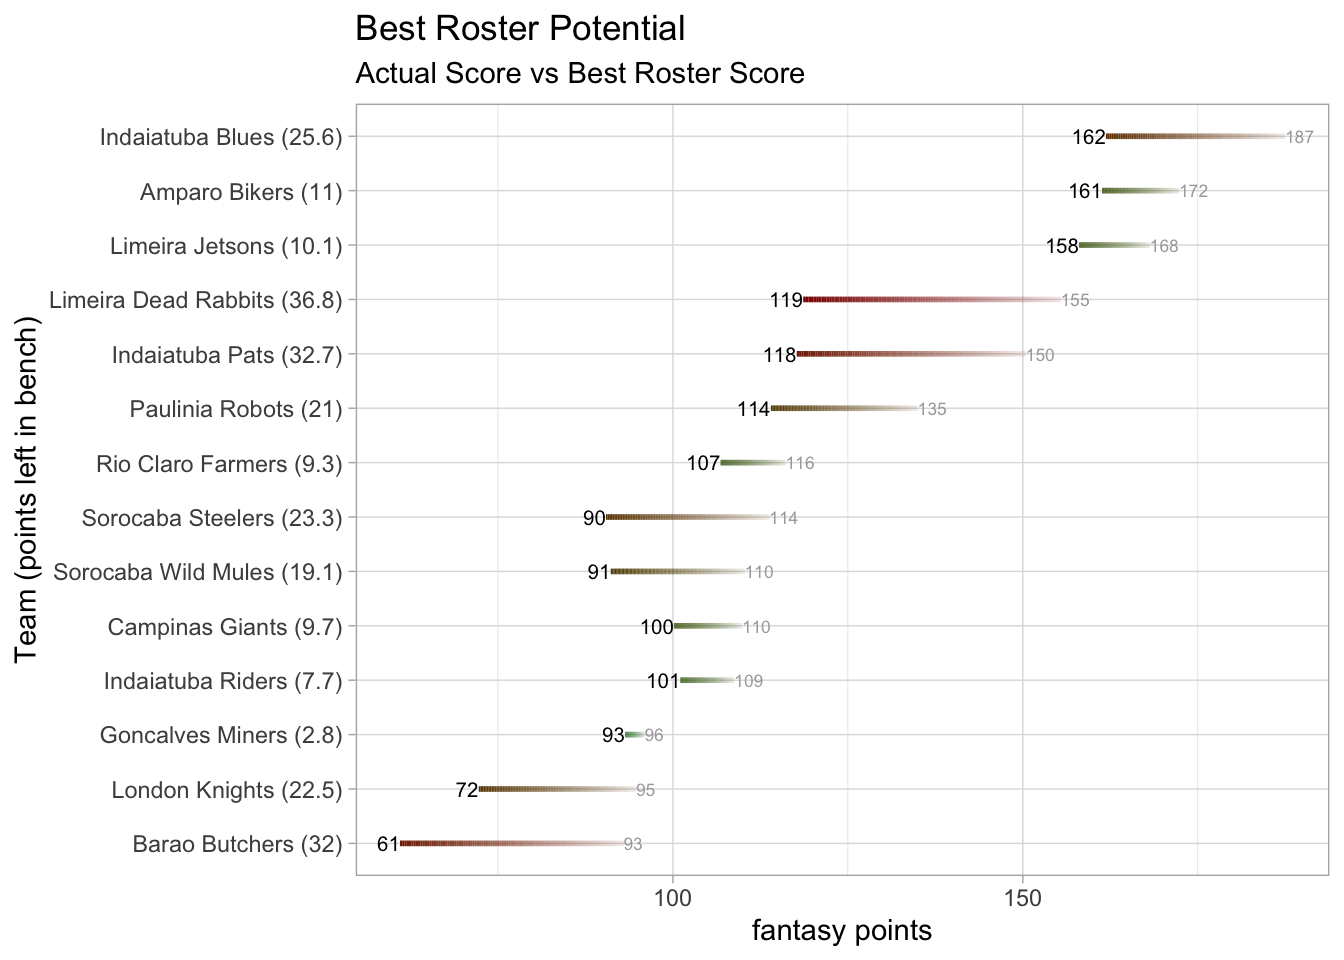 Best Roster Potential
Actual Score vs Best Roster Score
Team (points left in bench)
Indaiatuba Blues (25.6) 162 187
Amparo Bikers (11) 161 172
Limeira Jetsons (10.1) 158 168
Limeira Dead Rabbits (36.8) 119 155
Indaiatuba Pats (32.7) 118 150
Paulinia Robots (21) 114 135
Rio Claro Farmers (9.3) 107 116
Sorocaba Steelers (23.3) 90 114
Sorocaba Wild Mules (19.1) 91 110
Campinas Giants (9.7) 100 110
Indaiatuba Riders (7.7) 101 109
Goncalves Miners (2.8) 93 96
London Knights (22.5) 72 95
Barao Butchers (32) 61 93
100 150
fantasy points